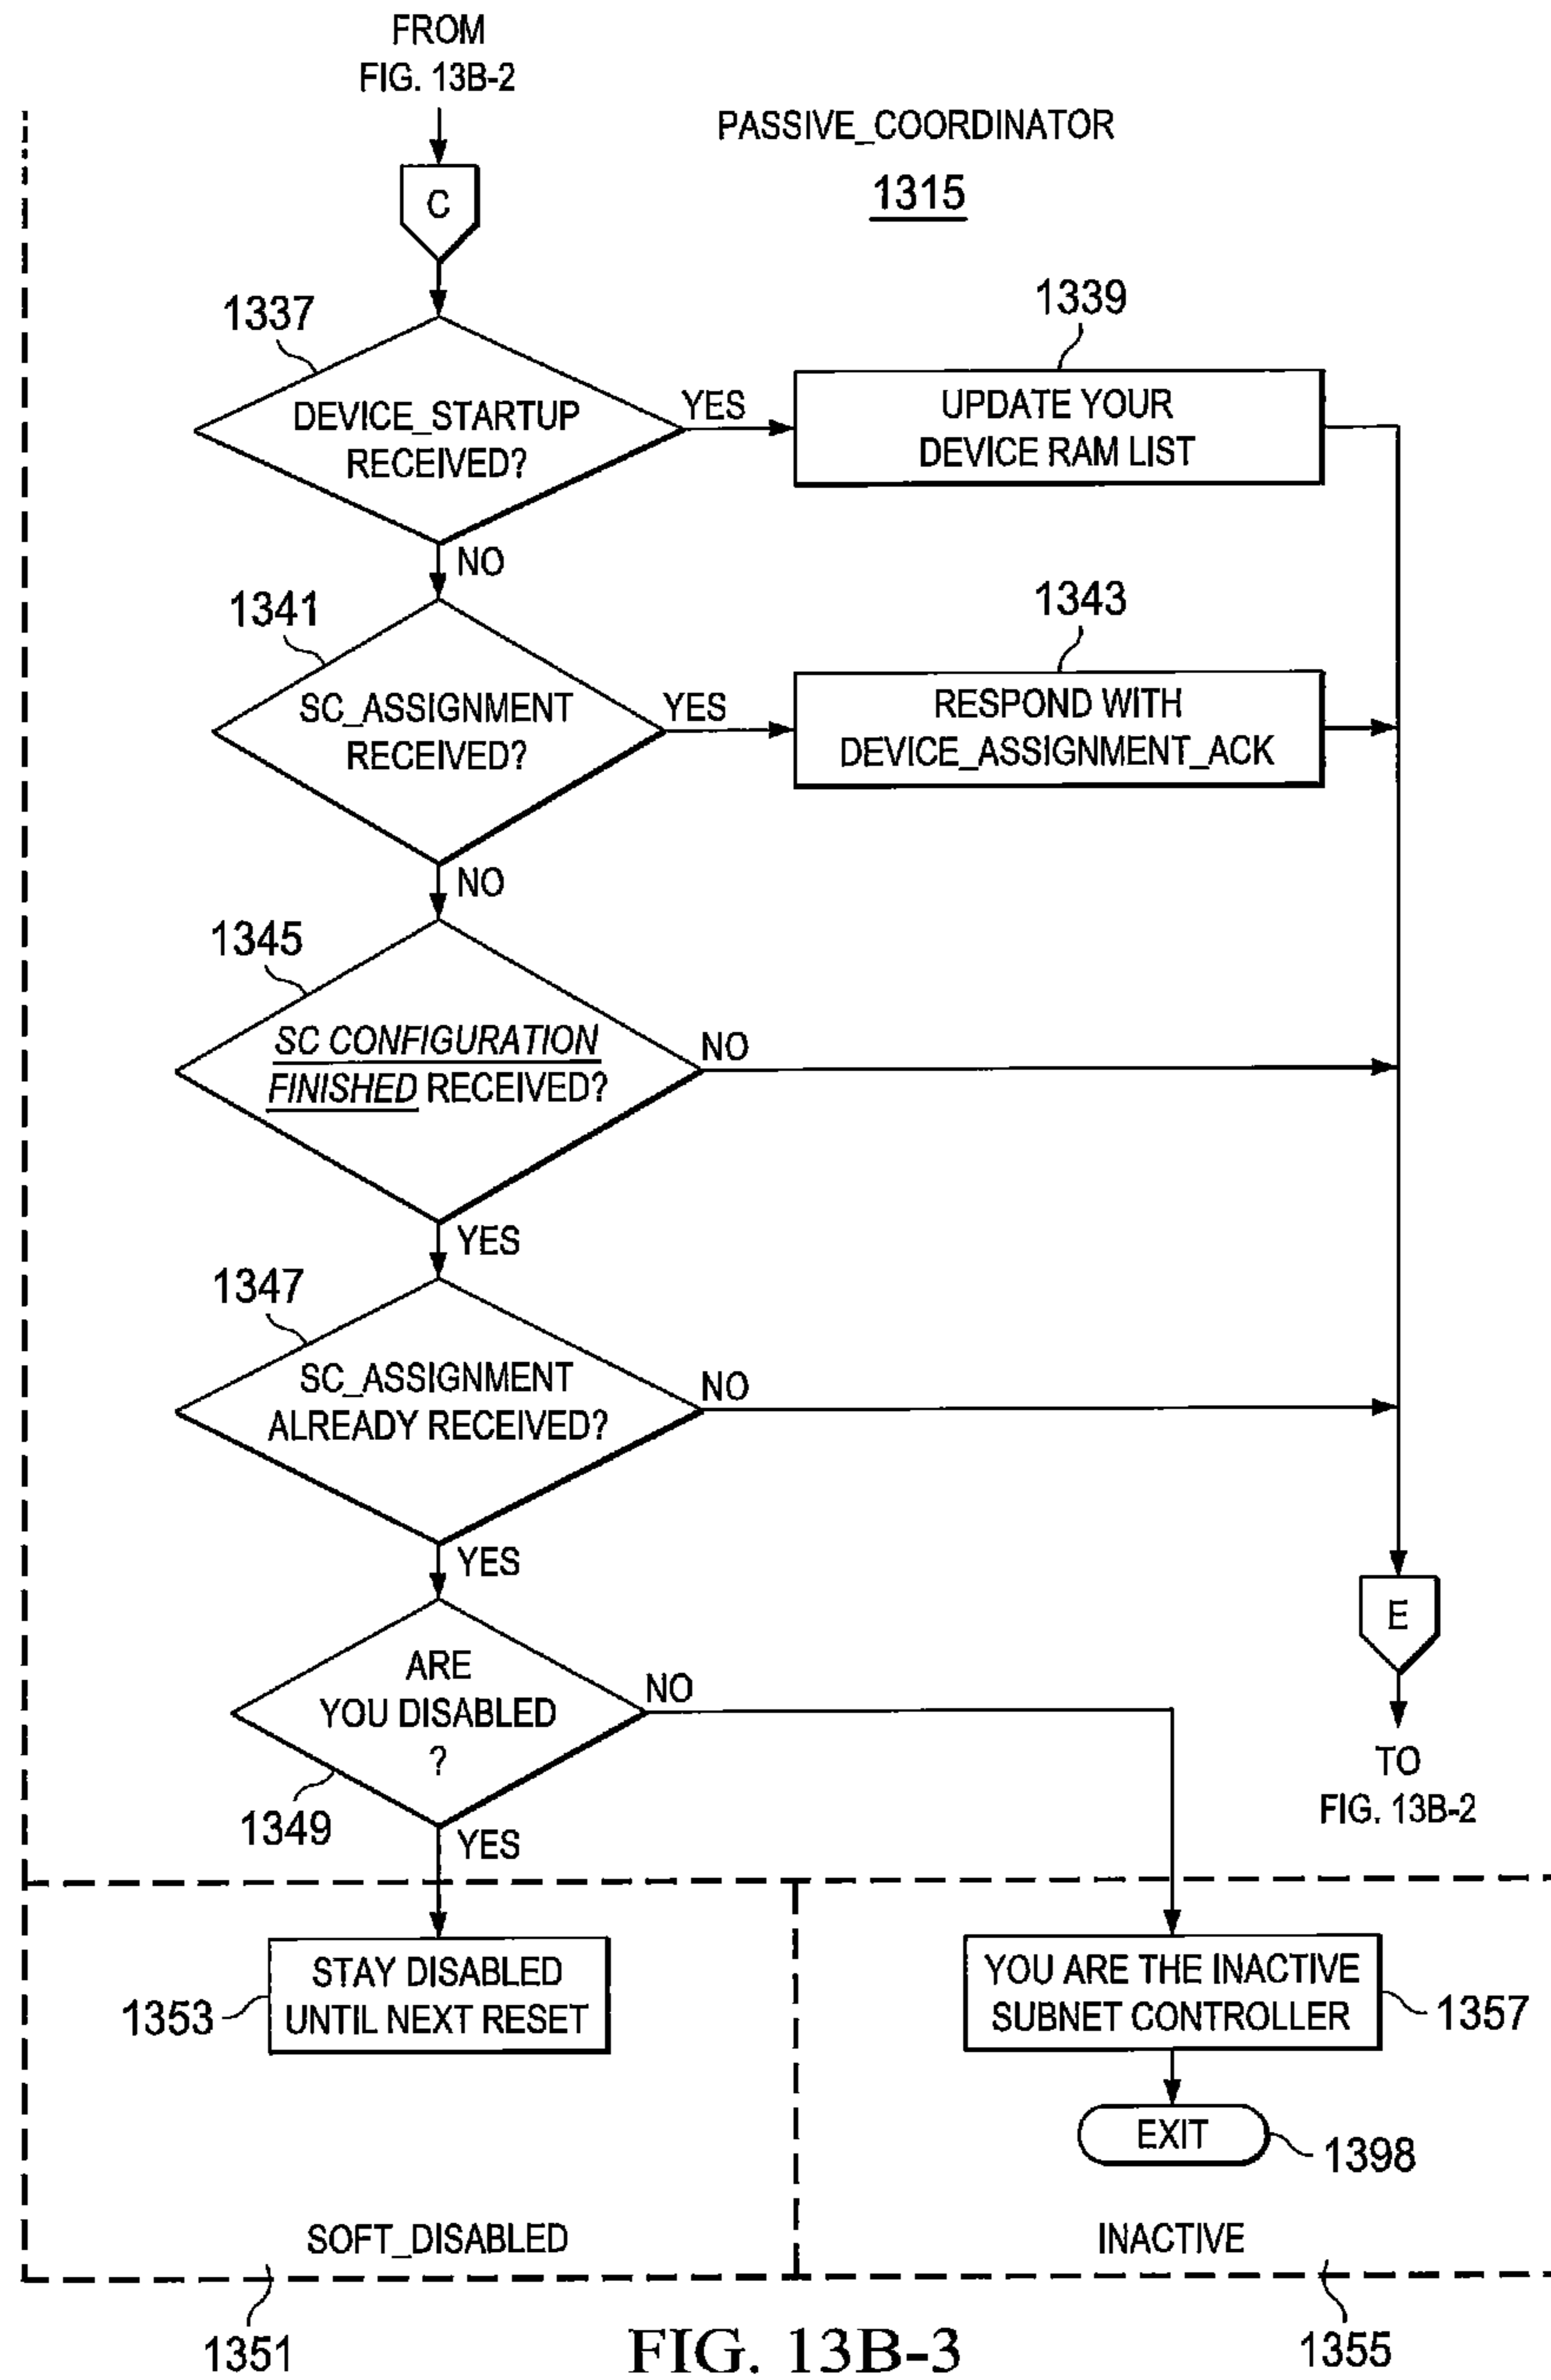 FROM
FIG. 13B-2
PASSIVE_COORDINATOR
1315
C
1337
DEVICE_STARTUP
RECEIVED?
YES
1339
UPDATE YOUR
DEVICE RAM LIST
NO
1341
SC_ASSIGNMENT
RECEIVED?
YES
1343
RESPOND WITH
DEVICE_ASSIGNMENT_ACK
NO
1345
SC CONFIGURATION
FINISHED RECEIVED?
NO
YES
1347
SC_ASSIGNMENT
ALREADY RECEIVED?
NO
YES
E
TO
FIG. 13B-2
ARE
YOU DISABLED
?
NO
1349
YES
STAY DISABLED
UNTIL NEXT RESET
1353
YOU ARE THE INACTIVE
SUBNET CONTROLLER
1357
EXIT
1398
SOFT_DISABLED
INACTIVE
1351
1355
FIG. 13B-3